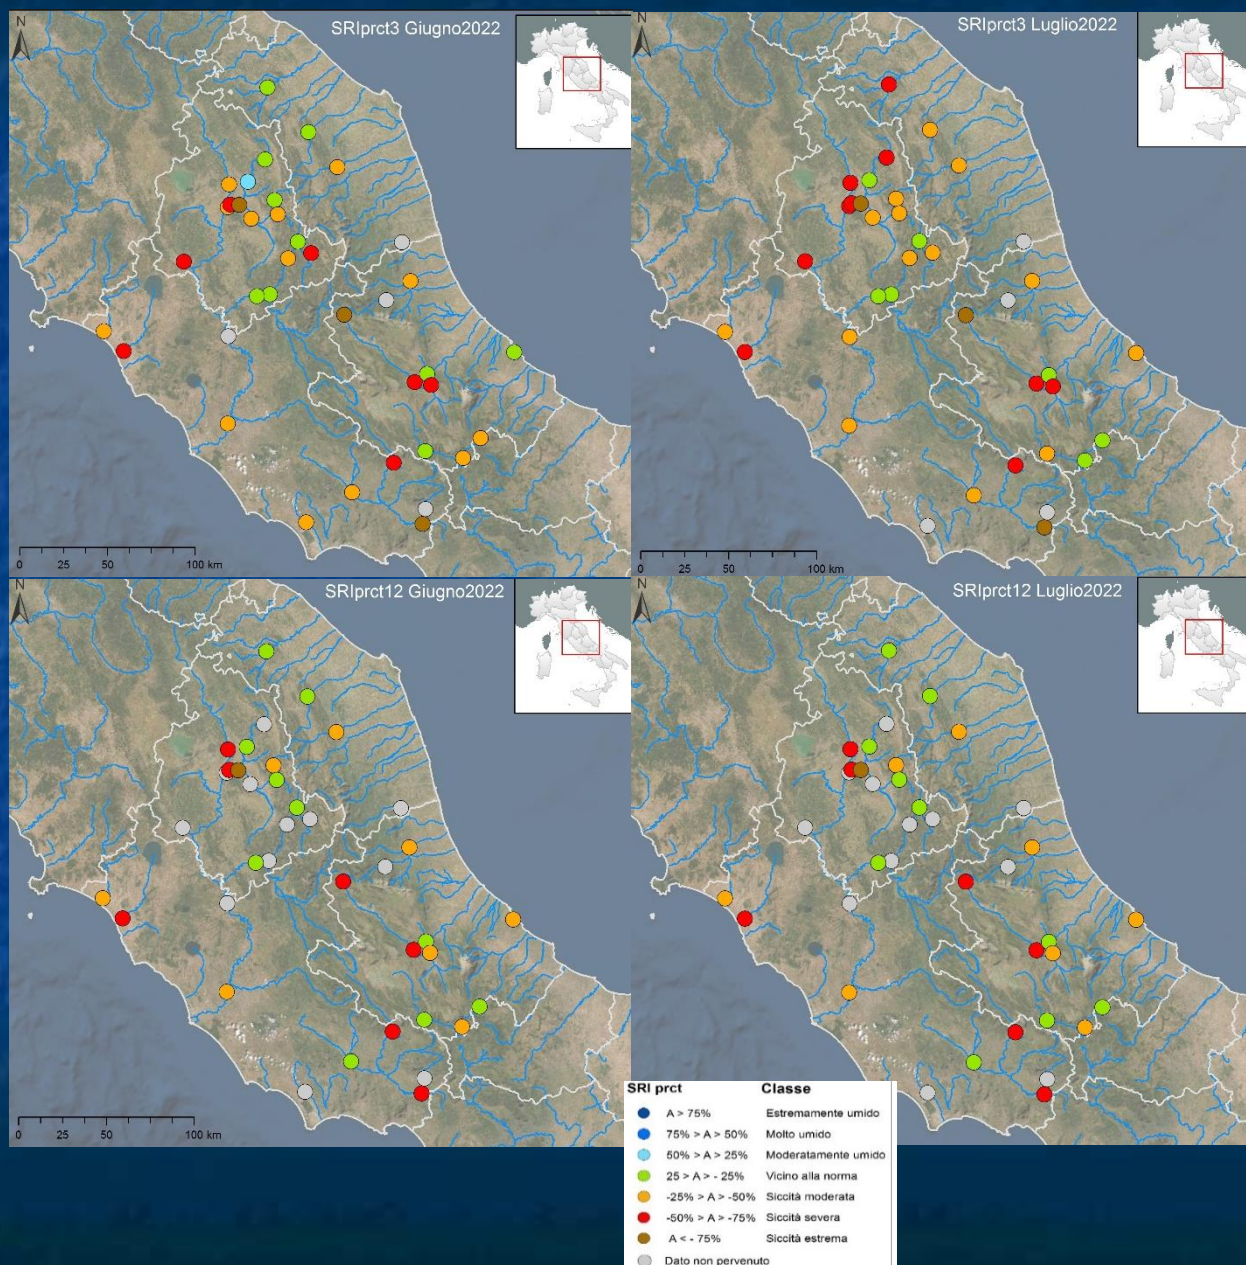 SRIprct3 Giugno2022
N
0 25 50 100 km
SRIprct3 Luglio2022
N
0 25 50 100 km
SRIprct12 Giugno2022
N
0 25 50 100 km
SRIprct12 Luglio2022
N
SRI prct Classe
A > 75% Estremamente umido
75% > A > 50% Molto umido
50% > A > 25% Moderatamente umido
25 > A > - 25% Vicino alla norma
-25% > A > -50% Siccità moderata
-50% > A > -75% Siccità severa
A < - 75% Siccità estrema
Dato non pervenuto